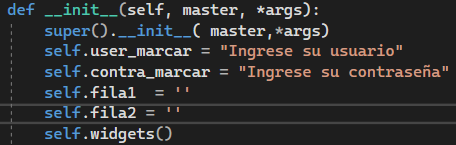 def __init__(self, master, *args):
    super().__init__( master,*args)
    self.user_marcar = "Ingrese su usuario"
    self.contra_marcar = "Ingrese su contraseña"
    self.fila1  = ''
    self.fila2 = ''
    self.widgets()